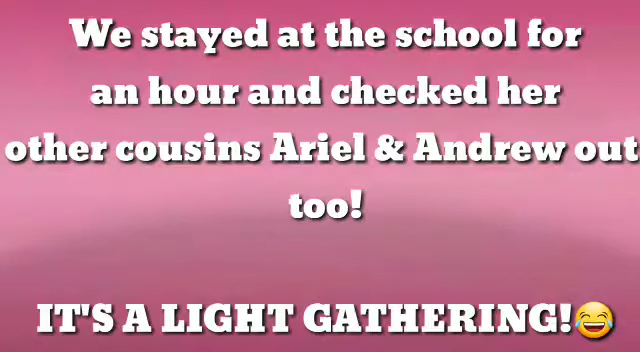 We stayed at the school for
an hour and checked her
other cousins Ariel & Andrew out
too!
IT'S A LIGHT GATHERING!😂